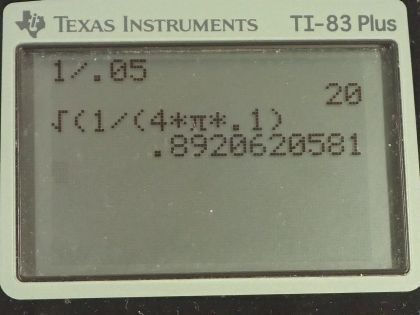 TEXAS INSTRUMENTS TI-83 Plus
1/.05
20
√(1/(4*π*.1)
.8920620581